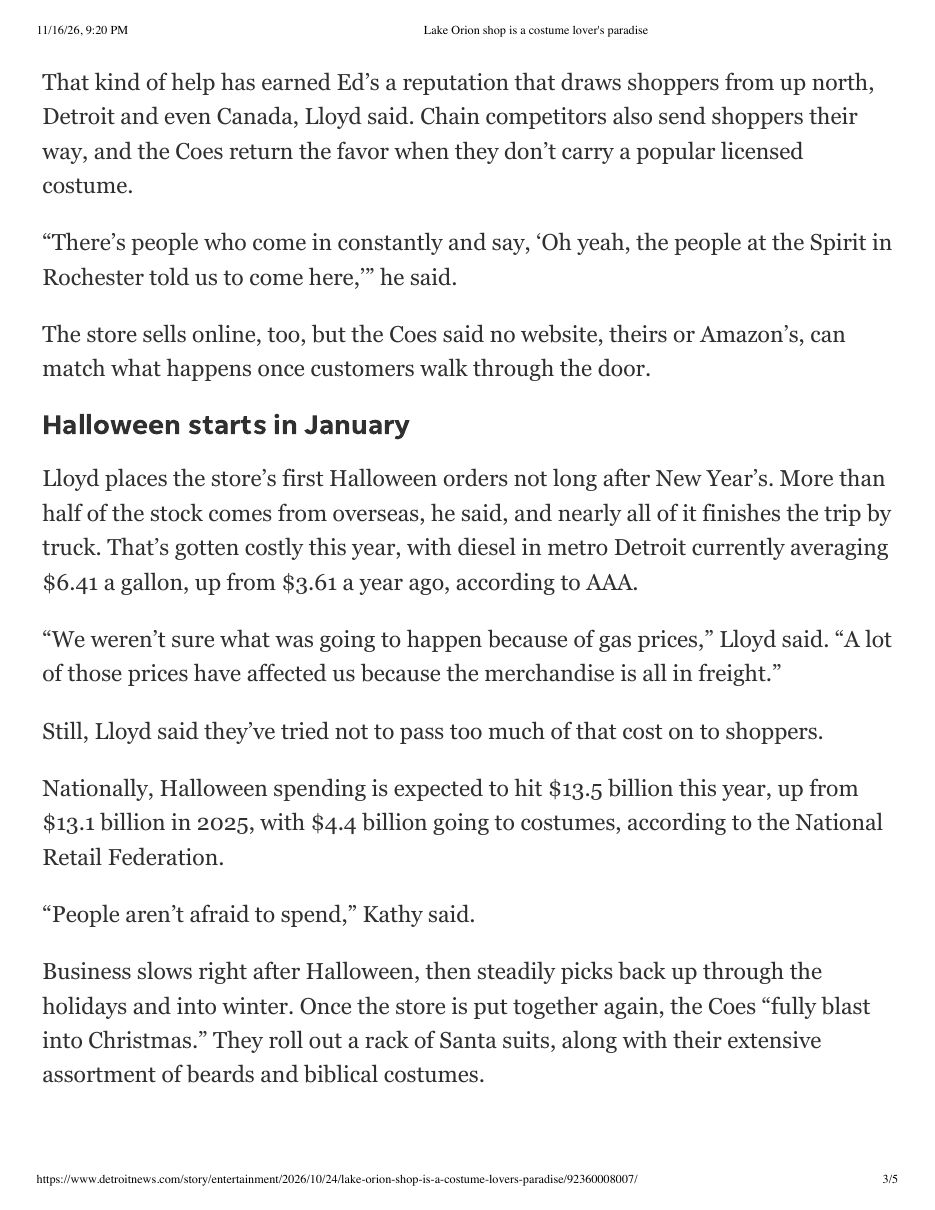 11/16/26, 9:20 PM
Lake Orion shop is a costume lover's paradise
That kind of help has earned Ed’s a reputation that draws shoppers from up north,
Detroit and even Canada, Lloyd said. Chain competitors also send shoppers their
way, and the Coes return the favor when they don’t carry a popular licensed
costume.
“There’s people who come in constantly and say, ‘Oh yeah, the people at the Spirit in
Rochester told us to come here,’” he said.
The store sells online, too, but the Coes said no website, theirs or Amazon’s, can
match what happens once customers walk through the door.
Halloween starts in January
Lloyd places the store’s first Halloween orders not long after New Year’s. More than
half of the stock comes from overseas, he said, and nearly all of it finishes the trip by
truck. That’s gotten costly this year, with diesel in metro Detroit currently averaging
$6.41 a gallon, up from $3.61 a year ago, according to AAA.
“We weren’t sure what was going to happen because of gas prices,” Lloyd said. “A lot
of those prices have affected us because the merchandise is all in freight.”
Still, Lloyd said they’ve tried not to pass too much of that cost on to shoppers.
Nationally, Halloween spending is expected to hit $13.5 billion this year, up from
$13.1 billion in 2025, with $4.4 billion going to costumes, according to the National
Retail Federation.
“People aren’t afraid to spend,” Kathy said.
Business slows right after Halloween, then steadily picks back up through the
holidays and into winter. Once the store is put together again, the Coes “fully blast
into Christmas.” They roll out a rack of Santa suits, along with their extensive
assortment of beards and biblical costumes.
https://www.detroitnews.com/story/entertainment/2026/10/24/lake-orion-shop-is-a-costume-lovers-paradise/92360008007/
3/5